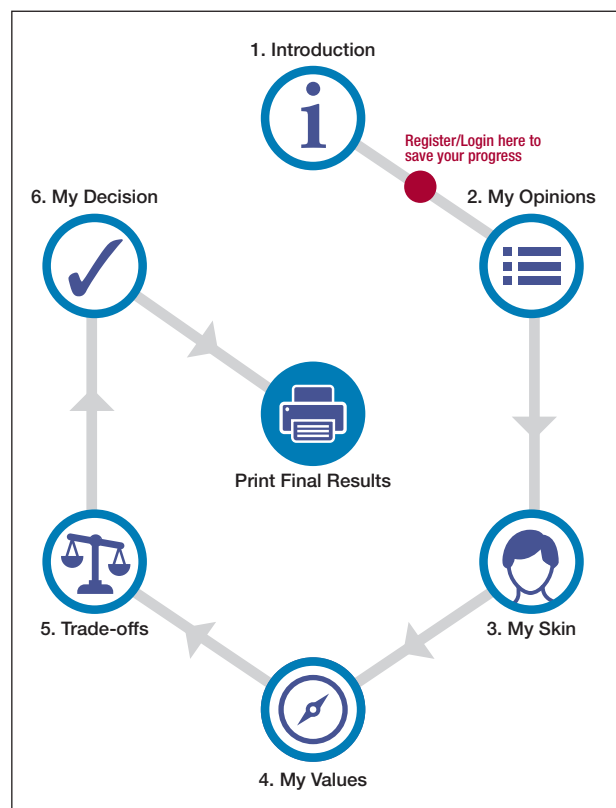 1. Introduction
Register/Login here to
save your progress
2. My Opinions
3. My Skin
4. My Values
5. Trade-offs
6. My Decision
Print Final Results